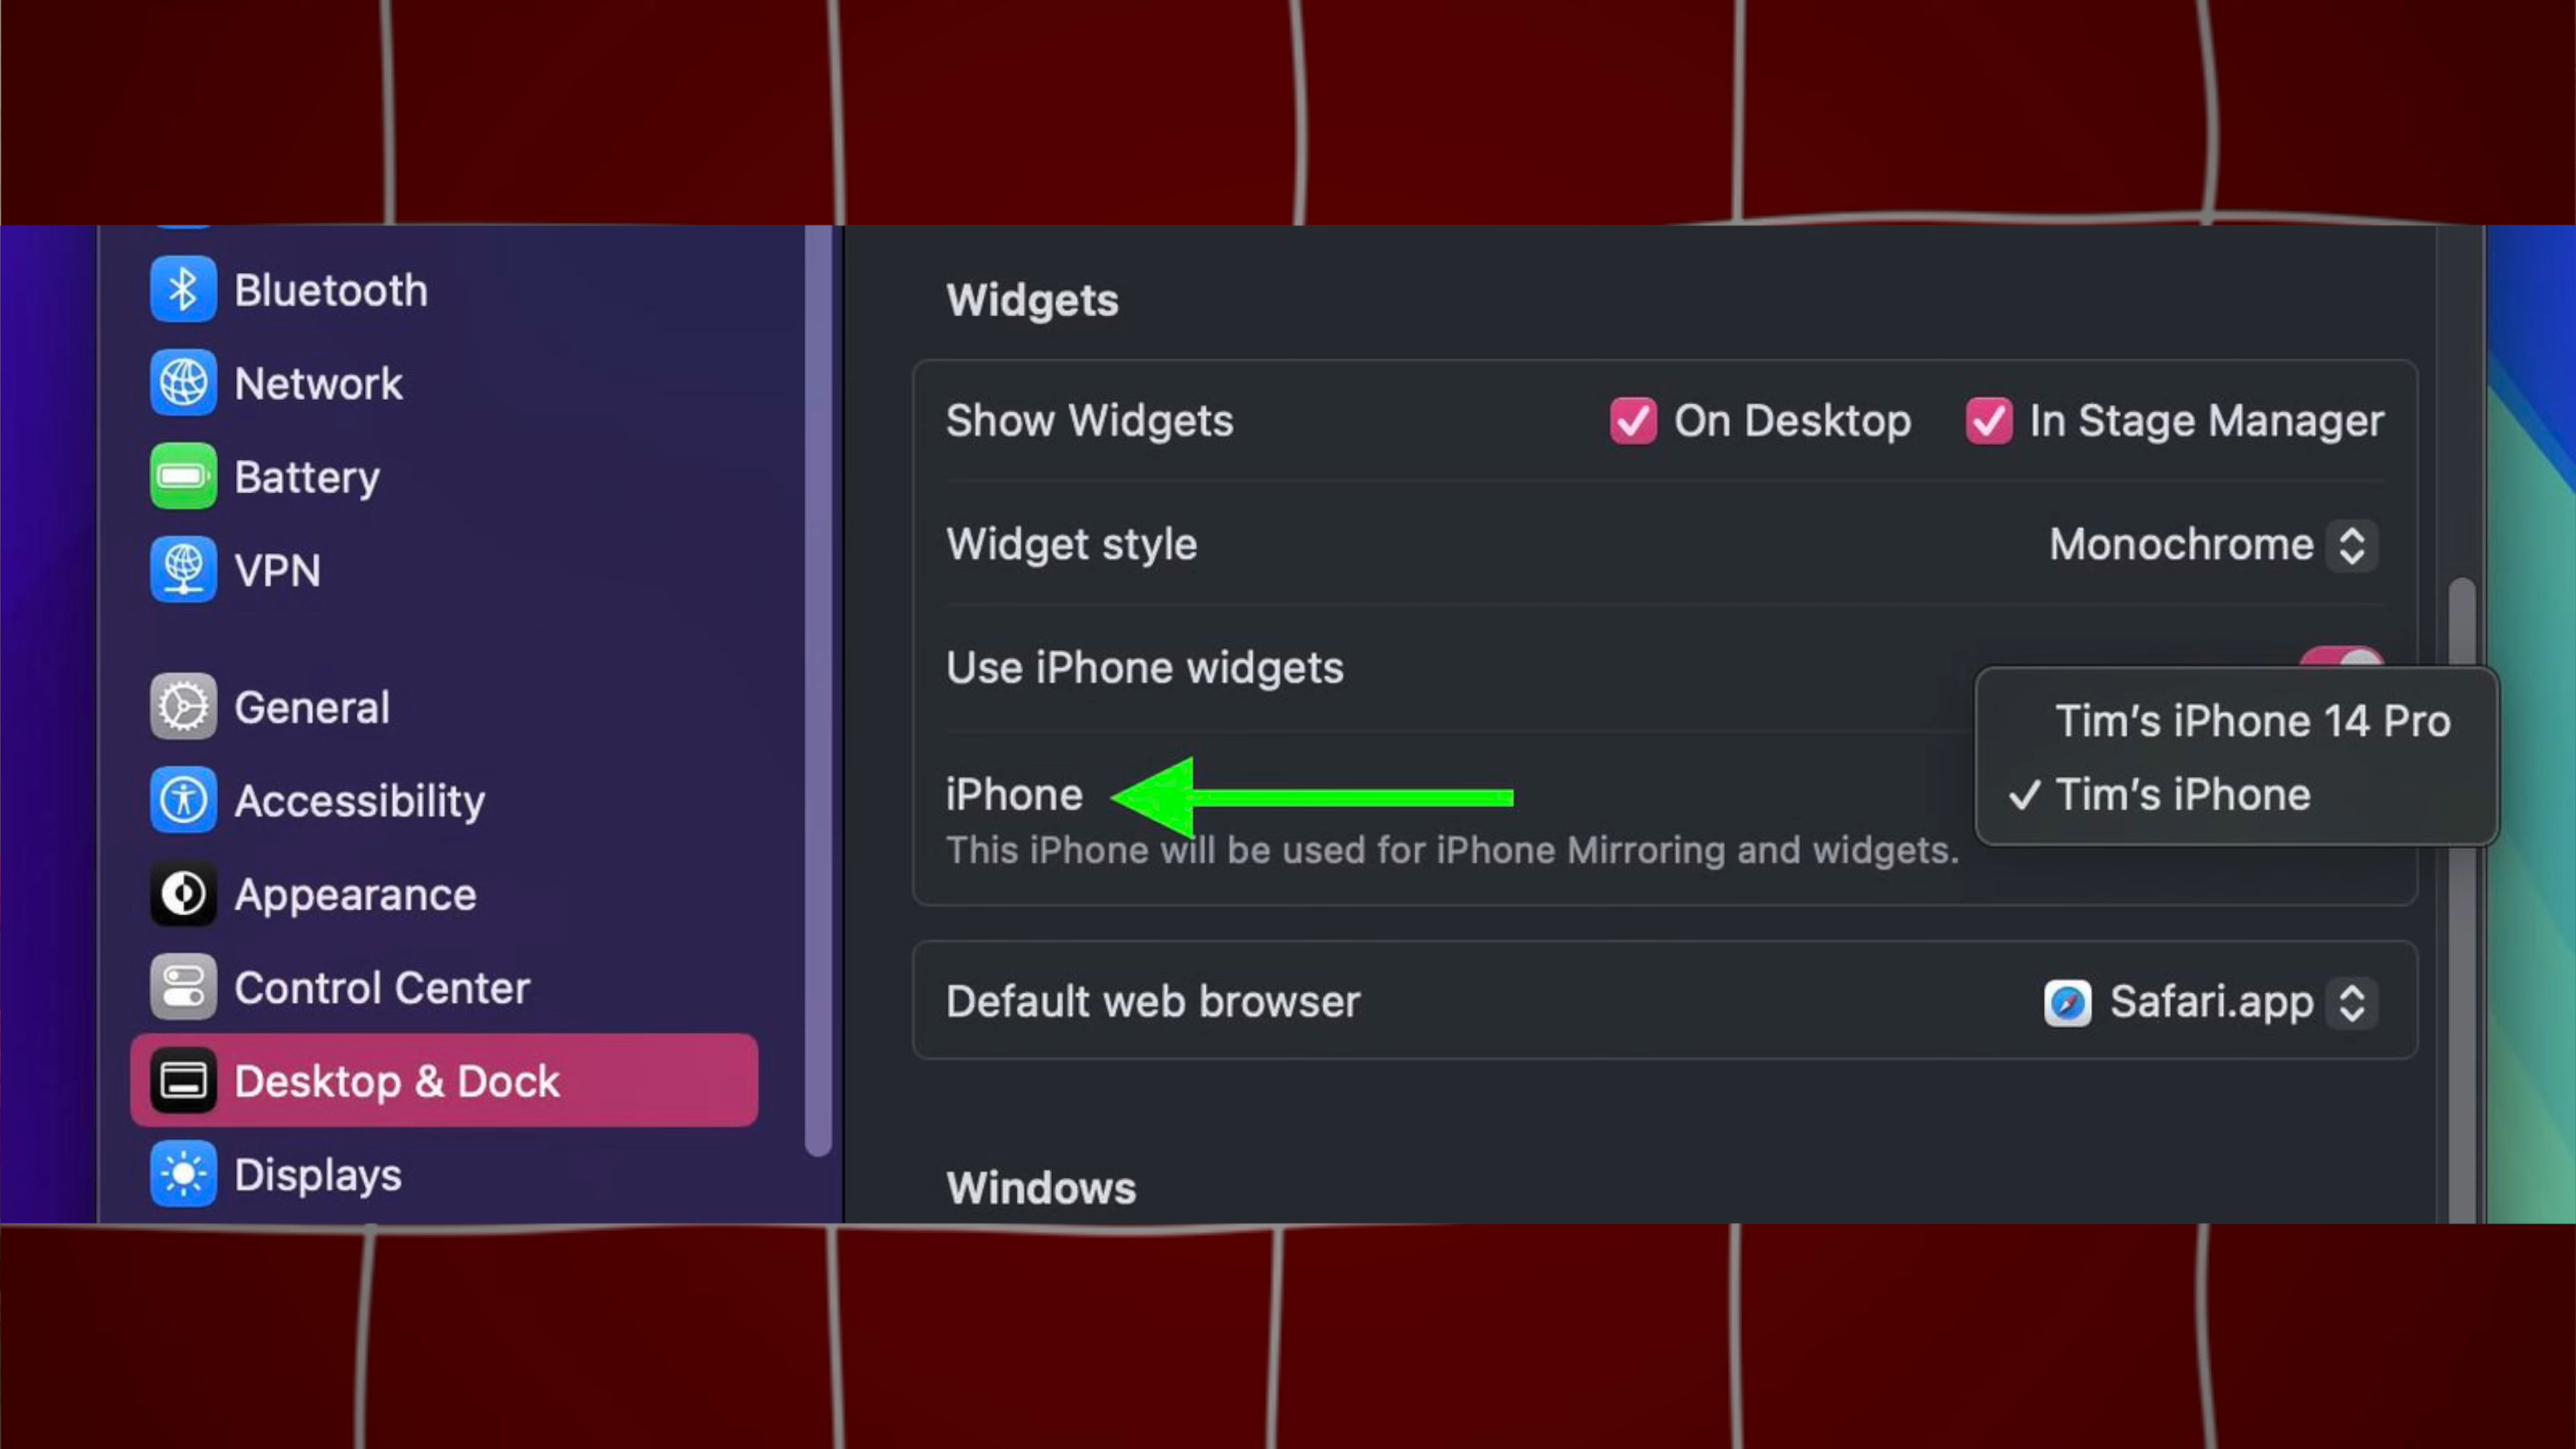 Bluetooth
Network
Battery
VPN
General
Accessibility
Appearance
Control Center
Desktop & Dock
Displays
Widgets
Show Widgets On Desktop In Stage Manager
Widget style Monochrome
Use iPhone widgets
Tim’s iPhone 14 Pro
iPhone Tim’s iPhone
This iPhone will be used for iPhone Mirroring and widgets.
Default web browser Safari.app
Windows